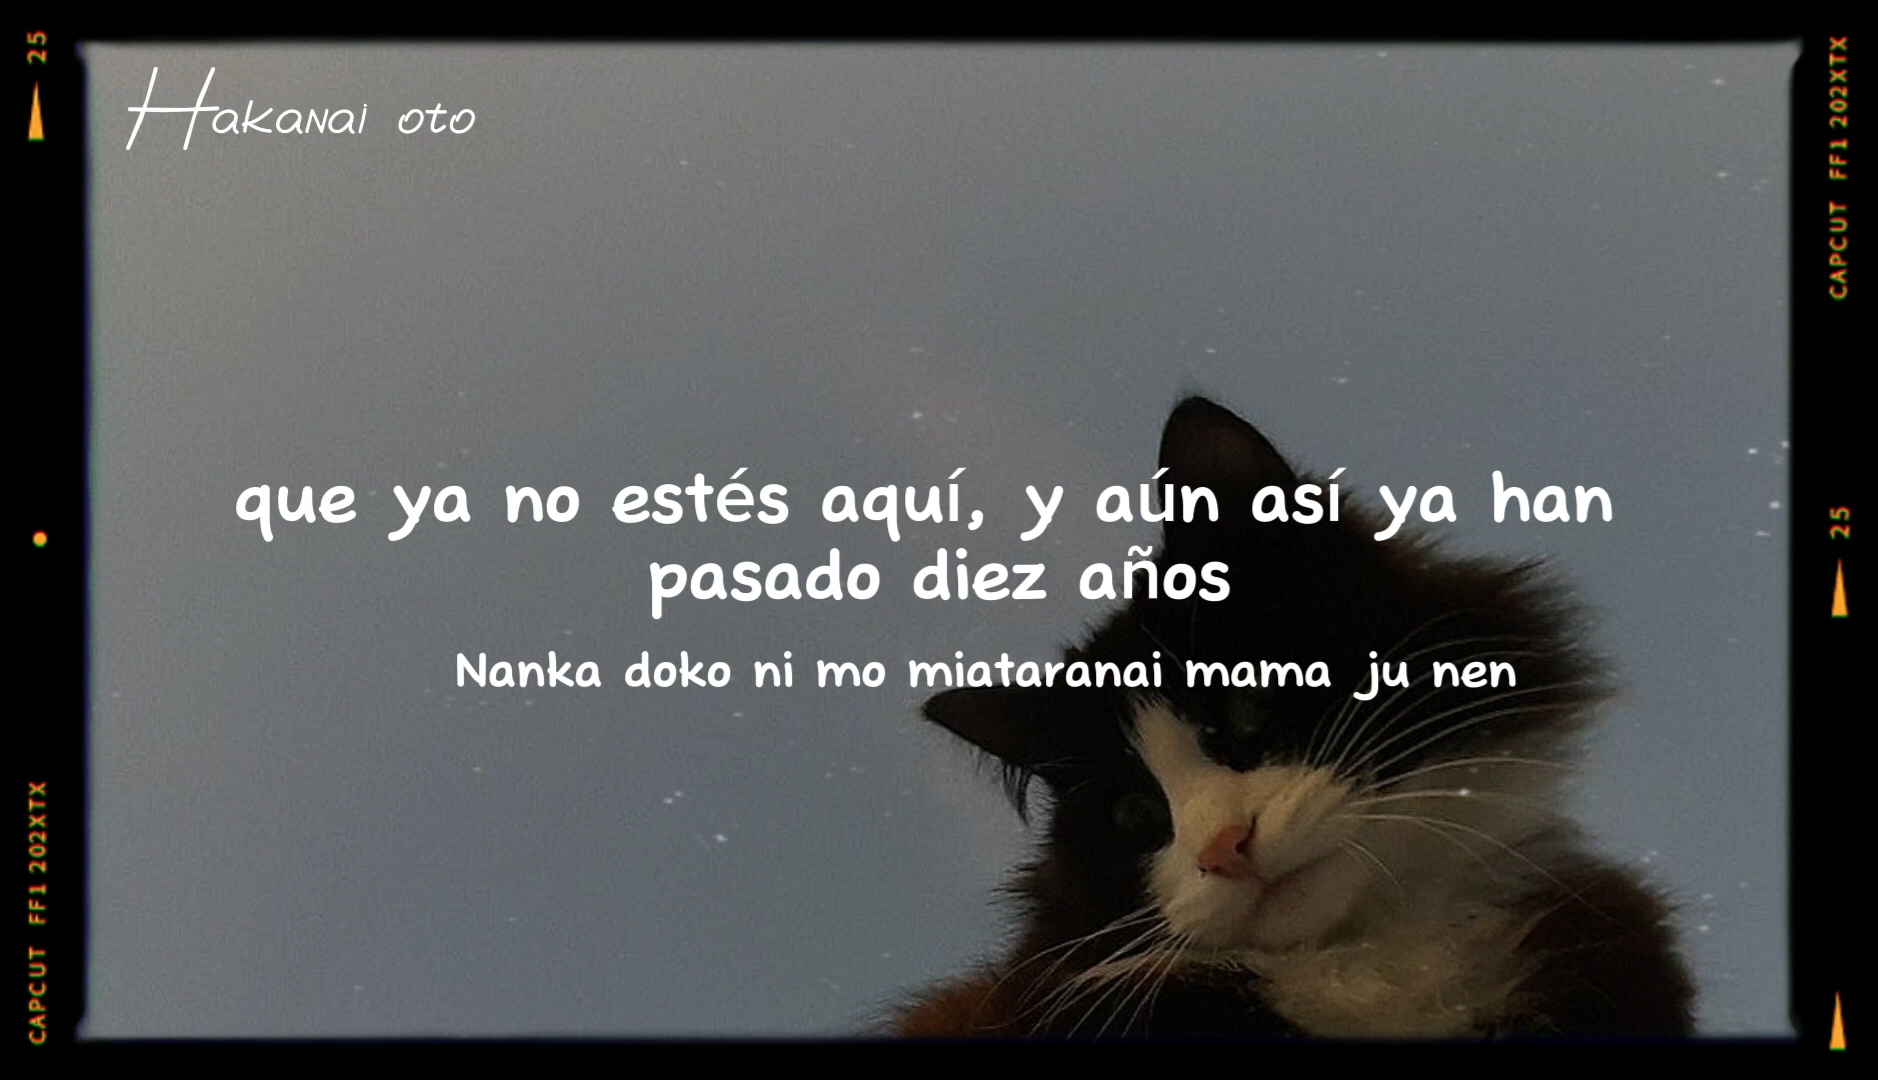 25
CAPCUT FF1 202XTX
Hakanai oto
que ya no estés aquí, y aún así ya han
pasado diez años
Nanka doko ni mo miataranai mama ju nen
25
CAPCUT FF1 202XTX